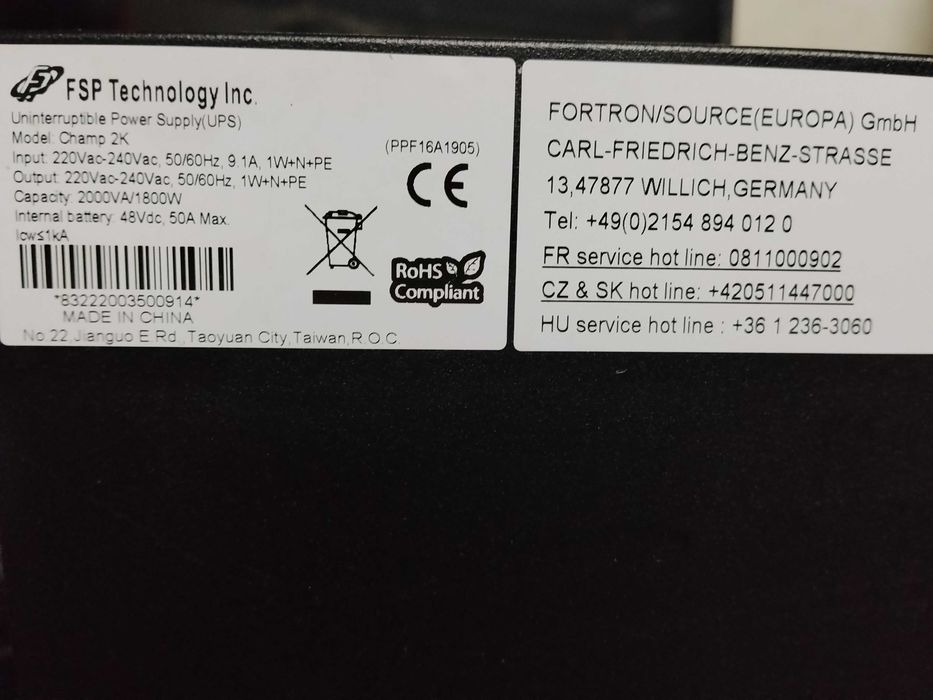 FSP Technology Inc.
Uninterruptible Power Supply(UPS)
Model: Champ 2K
(PPF16A1905)
Input: 220Vac-240Vac, 50/60Hz, 9.1A, 1W+N+PE
Output: 220Vac-240Vac, 50/60Hz, 1W+N+PE
Capacity: 2000VA/1800W
Internal battery: 48Vdc, 50A Max.
Icw≤1kA
CE
RoHS
Compliant
*83222003500914*
MADE IN CHINA
No.22 Jianguo E.Rd.,Taoyuan City,Taiwan,R.O.C.
FORTRON/SOURCE(EUROPA) GmbH
CARL-FRIEDRICH-BENZ-STRASSE
13,47877 WILLICH,GERMANY
Tel: +49(0)2154 894 012 0
FR service hot line: 0811000902
CZ & SK hot line: +420511447000
HU service hot line : +36 1 236-3060